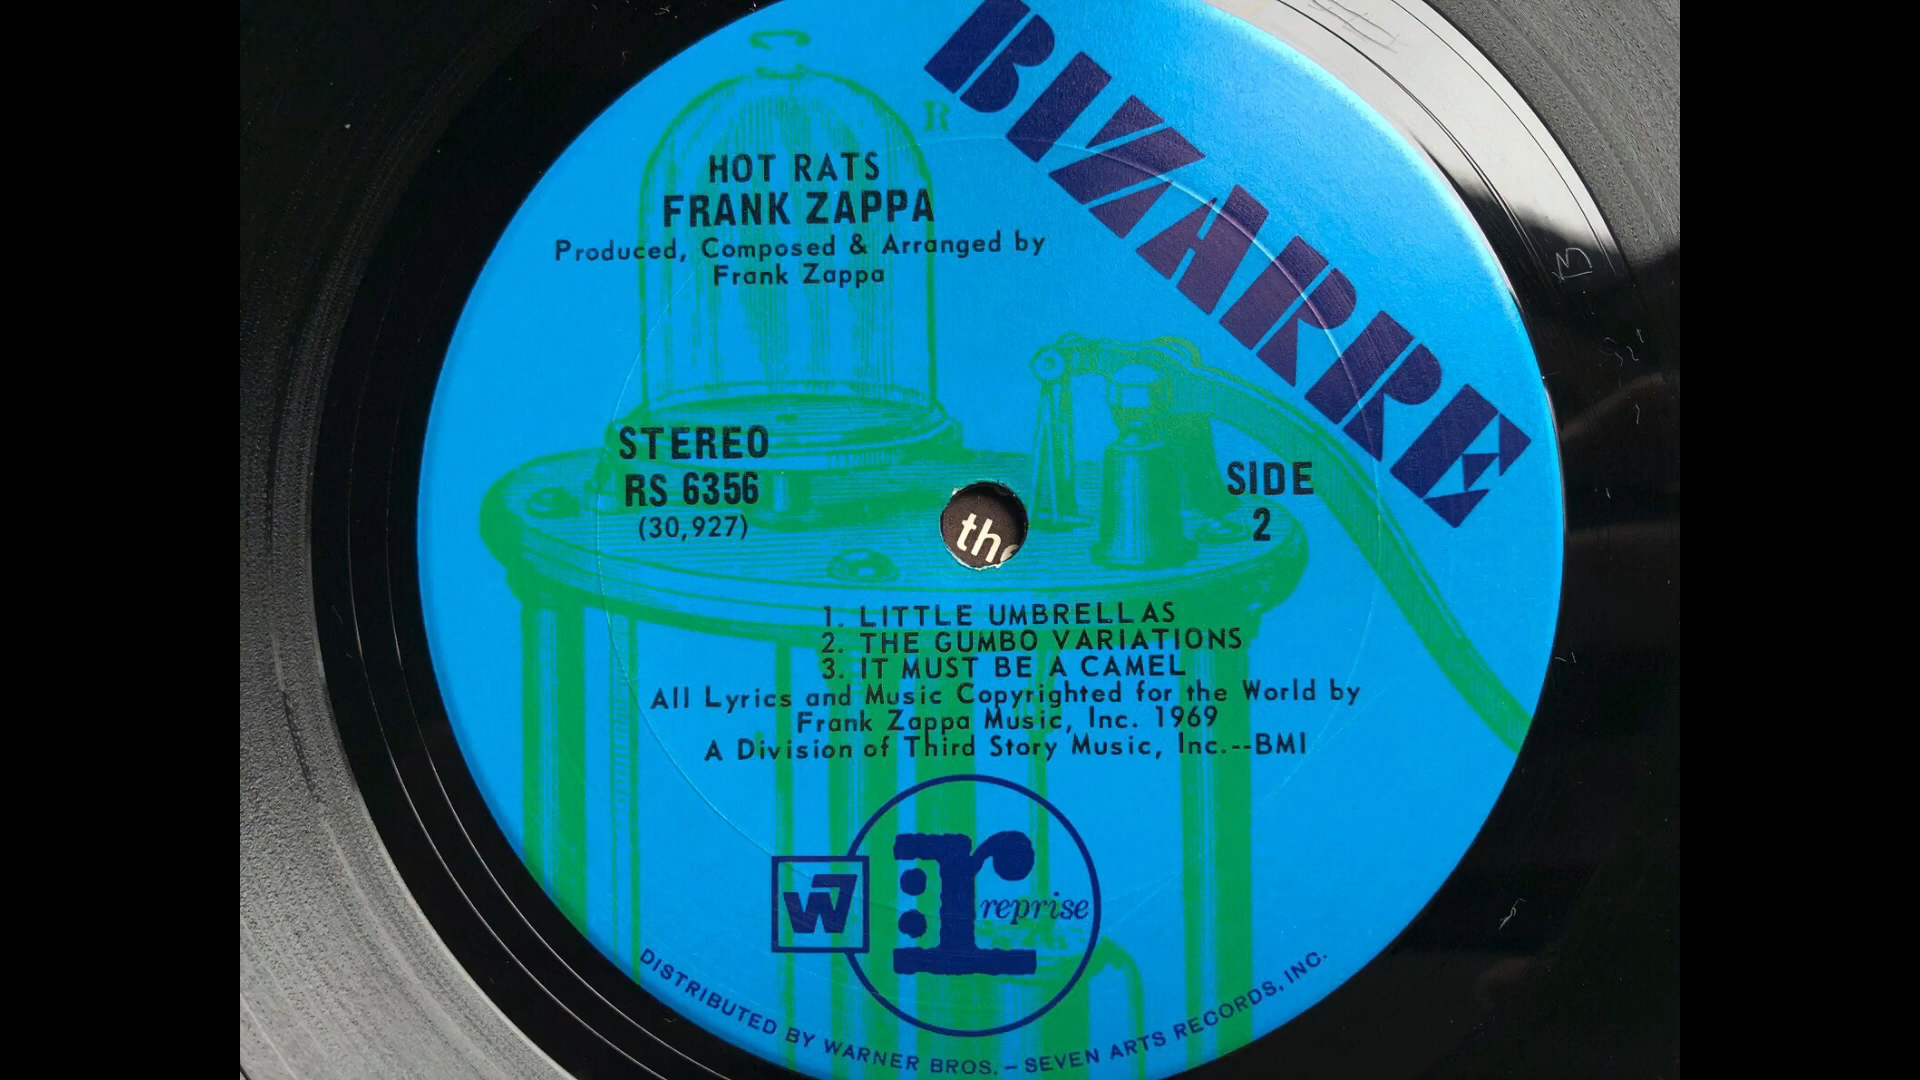 BIZARRE
R
HOT RATS
FRANK ZAPPA
Produced, Composed & Arranged by
Frank Zappa
STEREO
RS 6356
(30,927)
SIDE
2
th
1. LITTLE UMBRELLAS
2. THE GUMBO VARIATIONS
3. IT MUST BE A CAMEL
All Lyrics and Music Copyrighted for the World by
Frank Zappa Music, Inc. 1969
A Division of Third Story Music, Inc.--BMI
W7
r: reprise
DISTRIBUTED BY WARNER BROS. – SEVEN ARTS RECORDS, INC.